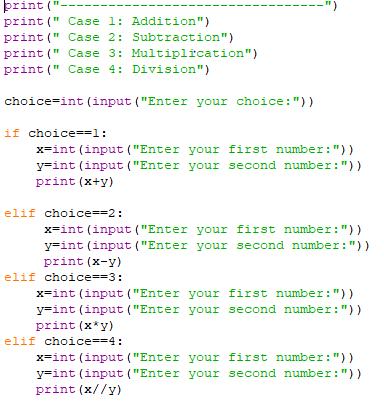 print("---------------------------------")
print(" Case 1: Addition")
print(" Case 2: Subtraction")
print(" Case 3: Multiplication")
print(" Case 4: Division")

choice=int(input("Enter your choice:"))

if choice==1:
    x=int(input("Enter your first number:"))
    y=int(input("Enter your second number:"))
    print(x+y)

elif choice==2:
     x=int(input("Enter your first number:"))
     y=int(input("Enter your second number:"))
     print(x-y)
elif choice==3:
    x=int(input("Enter your first number:"))
    y=int(input("Enter your second number:"))
    print(x*y)
elif choice==4:
    x=int(input("Enter your first number:"))
    y=int(input("Enter your second number:"))
    print(x//y)